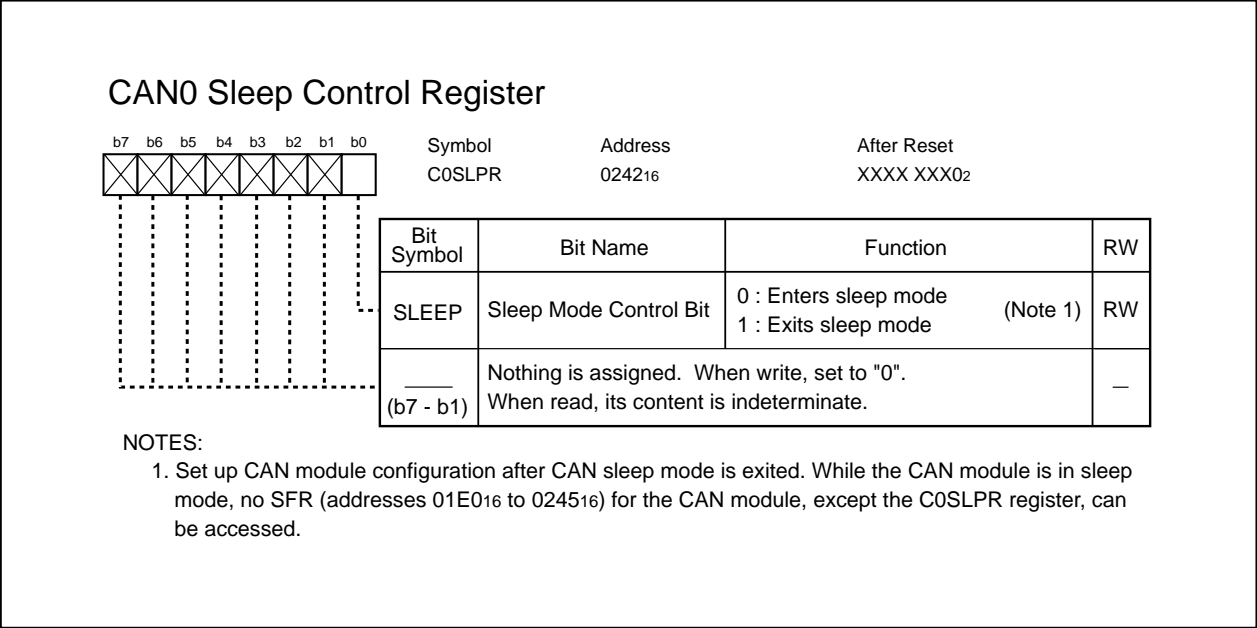 CAN0 Sleep Control Register
b7 b6 b5 b4 b3 b2 b1 b0
Symbol Address After Reset
C0SLPR 024216 XXXX XXX02
Bit Symbol Bit Name Function RW
SLEEP Sleep Mode Control Bit 0 : Enters sleep mode (Note 1) RW
1 : Exits sleep mode
Nothing is assigned. When write, set to "0". —
(b7 - b1) When read, its content is indeterminate.
NOTES:
1. Set up CAN module configuration after CAN sleep mode is exited. While the CAN module is in sleep
mode, no SFR (addresses 01E016 to 024516) for the CAN module, except the C0SLPR register, can
be accessed.